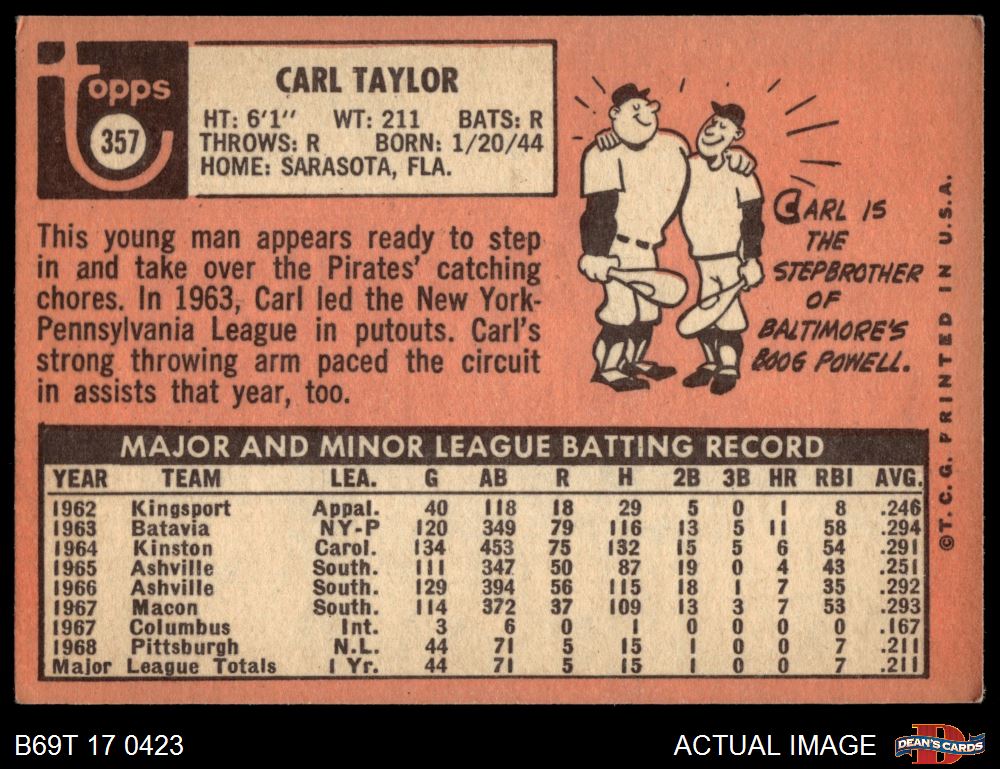 Topps
357
CARL TAYLOR
HT: 6'1'' WT: 211 BATS: R
THROWS: R BORN: 1/20/44
HOME: SARASOTA, FLA.
This young man appears ready to step
in and take over the Pirates' catching
chores. In 1963, Carl led the New York-
Pennsylvania League in putouts. Carl's
strong throwing arm paced the circuit
in assists that year, too.
CARL IS
THE
STEPBROTHER
OF
BALTIMORE'S
BOOG POWELL.
©T. C. G. PRINTED IN U.S.A.
MAJOR AND MINOR LEAGUE BATTING RECORD
YEAR TEAM LEA. G AB R H 2B 3B HR RBI AVG.
1962 Kingsport Appal. 40 118 18 29 5 0 1 8 .246
1963 Batavia NY-P 120 349 79 116 13 5 11 58 .294
1964 Kinston Carol. 134 453 75 132 15 5 6 54 .291
1965 Ashville South. 111 347 50 87 19 0 4 43 .251
1966 Ashville South. 129 394 56 115 18 1 7 35 .292
1967 Macon South. 114 372 37 109 13 3 7 53 .293
1967 Columbus Int. 3 6 0 1 0 0 0 0 .167
1968 Pittsburgh N.L. 44 71 5 15 1 0 0 7 .211
Major League Totals 1 Yr. 44 71 5 15 1 0 0 7 .211
B69T 17 0423
ACTUAL IMAGE
D
DEAN'S CARDS